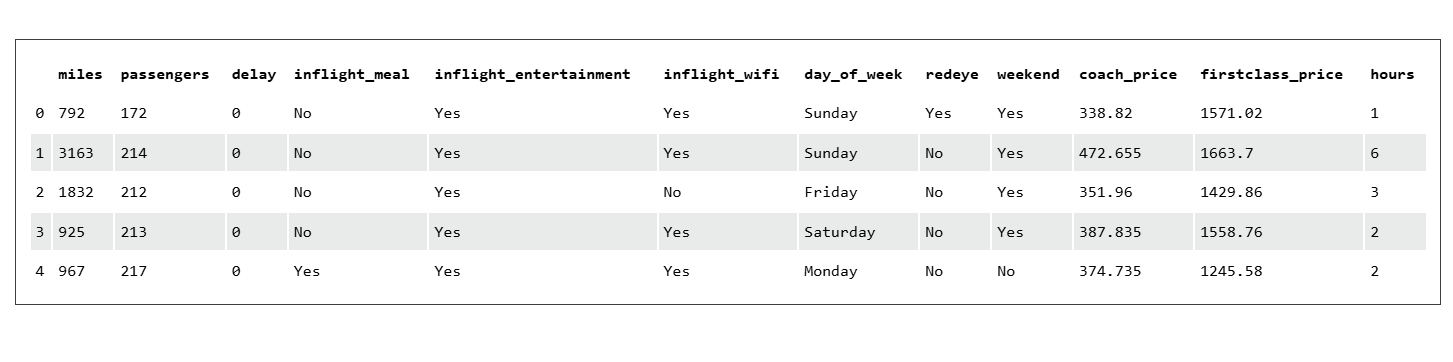 miles passengers delay inflight_meal inflight_entertainment inflight_wifi day_of_week redeye weekend coach_price firstclass_price hours
0 792 172 0 No Yes Yes Sunday Yes Yes 338.82 1571.02 1
1 3163 214 0 No Yes Yes Sunday No Yes 472.655 1663.7 6
2 1832 212 0 No Yes No Friday No Yes 351.96 1429.86 3
3 925 213 0 No Yes Yes Saturday No Yes 387.835 1558.76 2
4 967 217 0 Yes Yes Yes Monday No No 374.735 1245.58 2